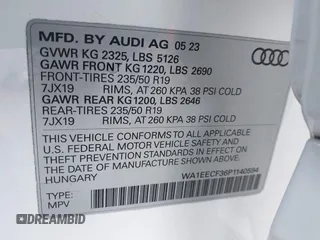 MFD. BY AUDI AG 05 23
GVWR KG 2325, LBS 5126
GAWR FRONT KG1220, LBS 2690
FRONT-TIRES 235/50 R19
7JX19 RIMS, AT 260 KPA 38 PSI COLD
GAWR REAR KG1200, LBS 2646
REAR-TIRES 235/50 R19
7JX19 RIMS, AT 260 KPA 38 PSI COLD
THIS VEHICLE CONFORMS TO ALL APPLICABLE
U.S. FEDERAL MOTOR VEHICLE SAFETY AND
THEFT PREVENTION STANDARDS IN EFFECT ON
THE DATE OF MANUFACTURE SHOWN ABOVE.
WA1EECF36P1140594
TYPE:
MPV
DREAMBID